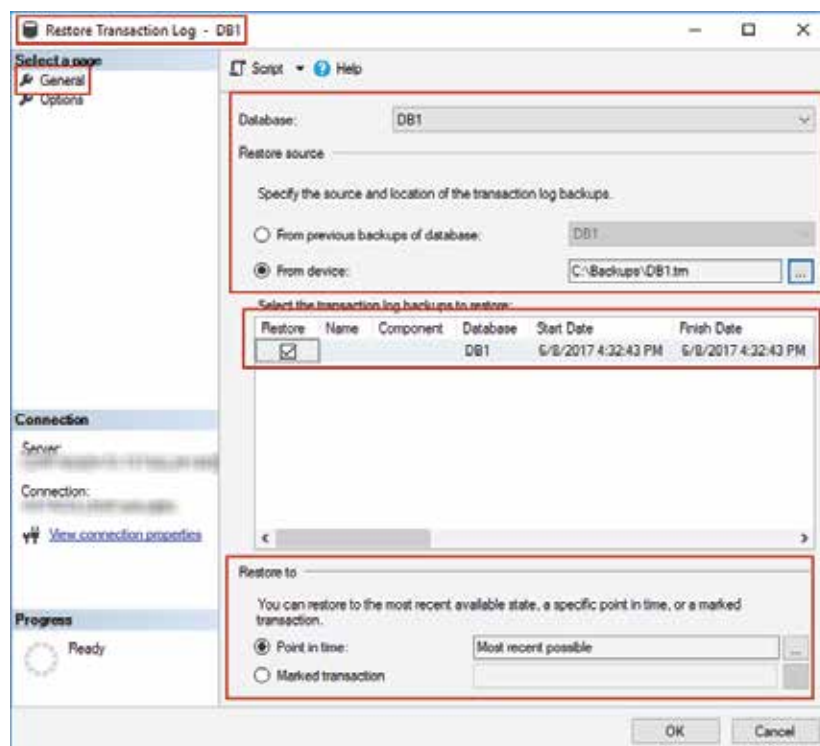 Restore Transaction Log - DB1
Select a page
General
Options
Script
Help
Database:
DB1
Restore source
Specify the source and location of the transaction log backups.
From previous backups of database:
DB1
From device:
C:\Backups\DB1.trn
...
Select the transaction log backups to restore:
Restore Name Component Database Start Date Finish Date
DB1 6/8/2017 4:32:43 PM 6/8/2017 4:32:43 PM
Connection
Server:
Connection:
View connection properties
Restore to
You can restore to the most recent available state, a specific point in time, or a marked
transaction.
Point in time:
Most recent possible
...
Marked transaction
Progress
Ready
OK
Cancel